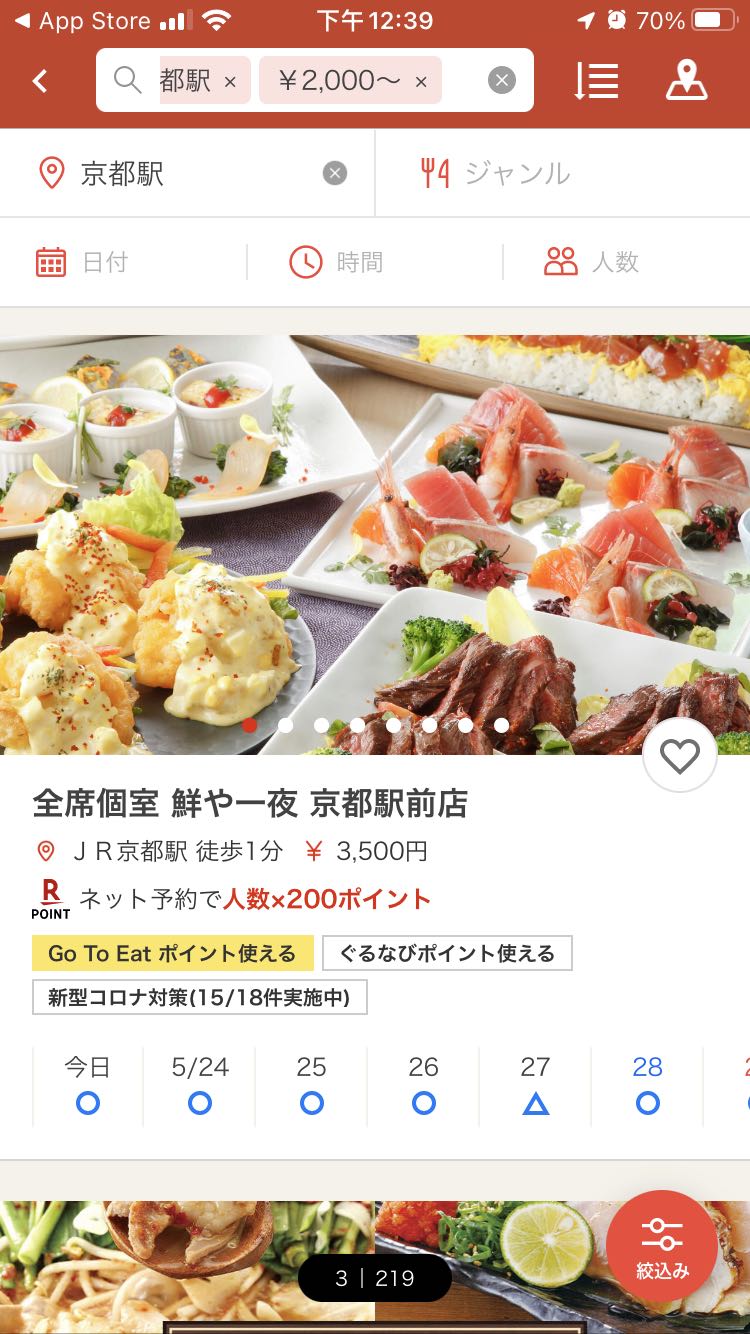 ◀ App Store 下午12:39 70%
都駅 × ¥2,000〜 ×
京都駅 ジャンル
日付 時間 人数
全席個室 鮮や一夜 京都駅前店
ＪＲ京都駅 徒歩1分 ¥ 3,500円
R POINT ネット予約で人数×200ポイント
Go To Eat ポイント使える ぐるなびポイント使える
新型コロナ対策(15/18件実施中)
今日 5/24 25 26 27 28
絞込み
3 | 219